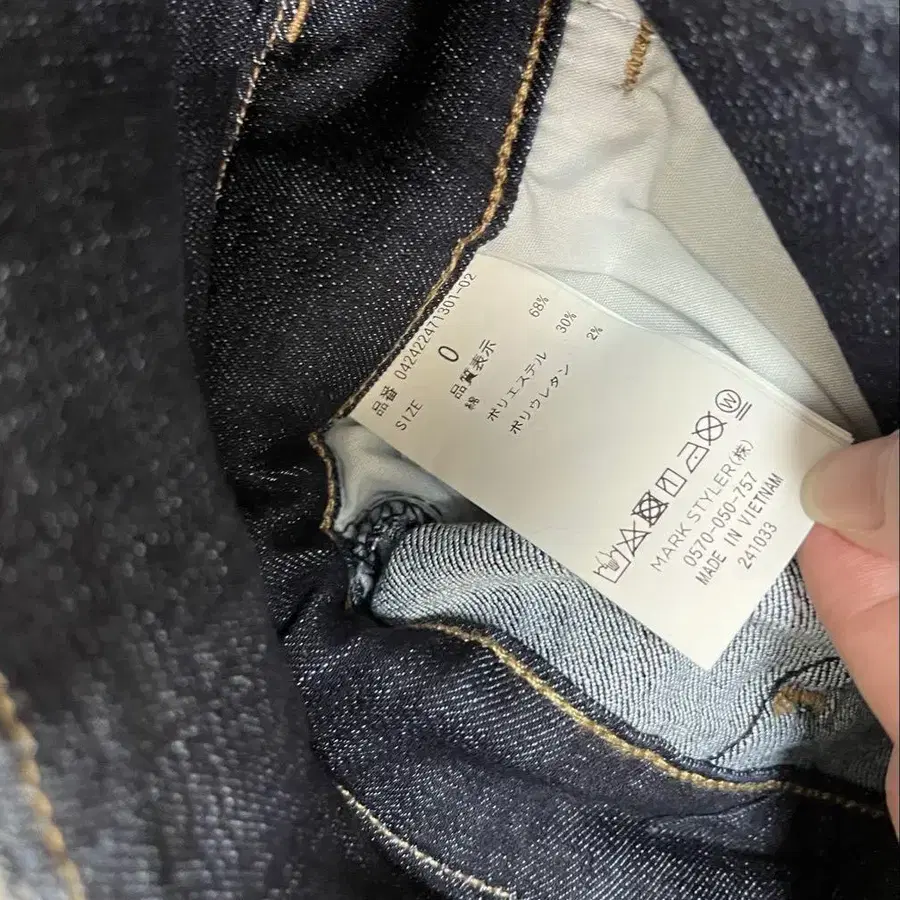 品番 042422471301-02
SIZE 0
品質表示
綿 68%
ポリエステル 30%
ポリウレタン 2%
W
MARK STYLER(株)
0570-050-757
MADE IN VIETNAM
241033